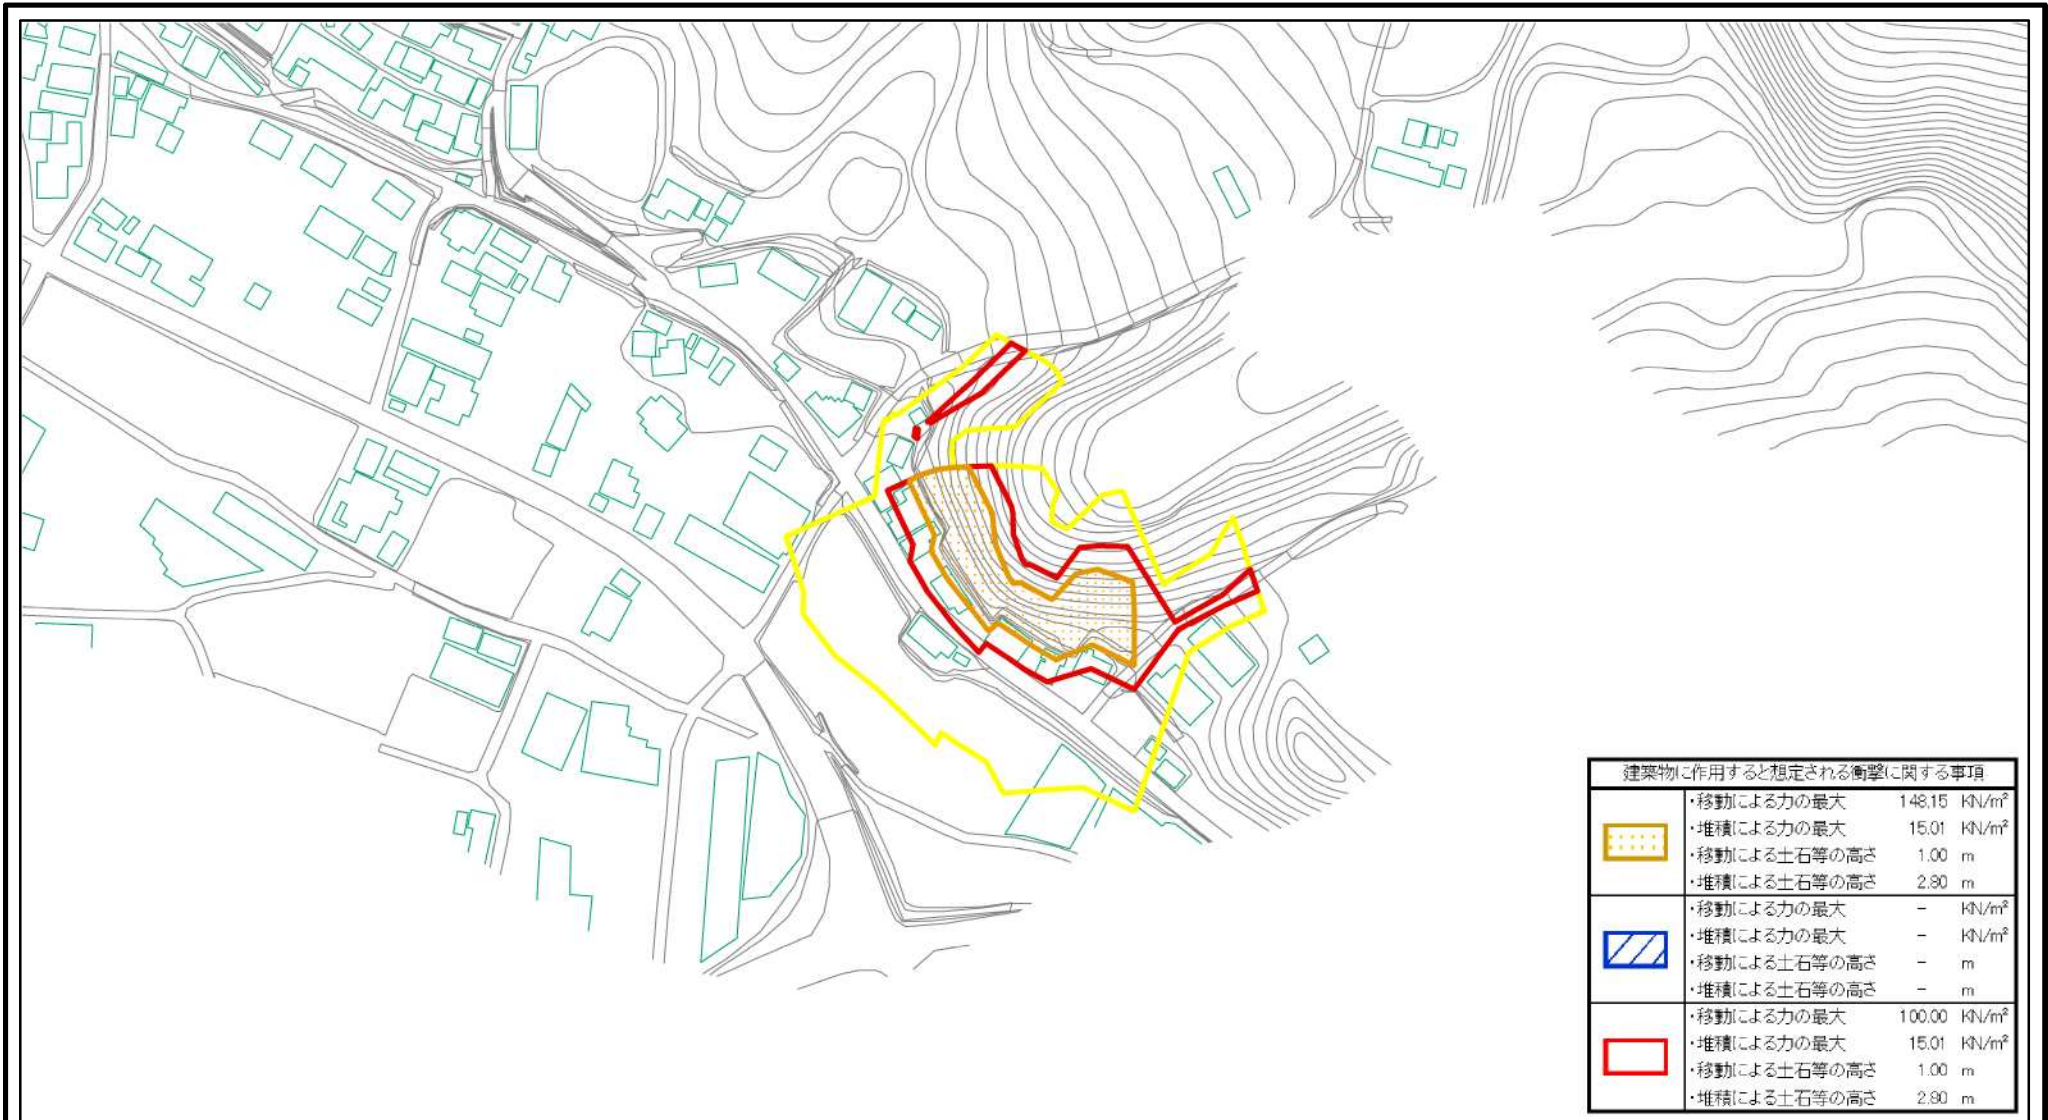 建築物に作用すると想定される衝撃に関する事項
・移動による力の最大 148.15 KN/m²
・堆積による力の最大 15.01 KN/m²
・移動による土石等の高さ 1.00 m
・堆積による土石等の高さ 2.80 m
・移動による力の最大 - KN/m²
・堆積による力の最大 - KN/m²
・移動による土石等の高さ - m
・堆積による土石等の高さ - m
・移動による力の最大 100.00 KN/m²
・堆積による力の最大 15.01 KN/m²
・移動による土石等の高さ 1.00 m
・堆積による土石等の高さ 2.80 m